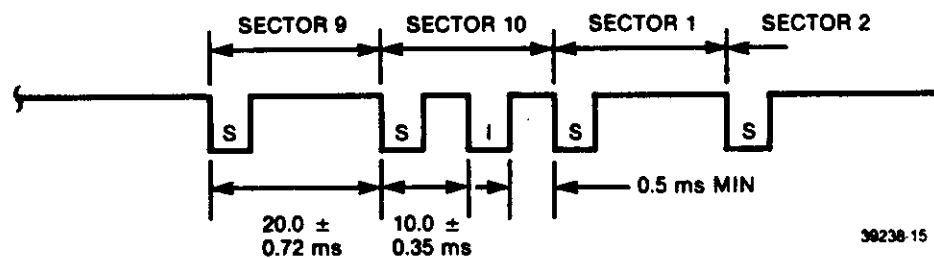 SECTOR 9
SECTOR 10
SECTOR 1
SECTOR 2
S
S
I
S
S
0.5 ms MIN
20.0 ±
0.72 ms
10.0 ±
0.35 ms
39238-15